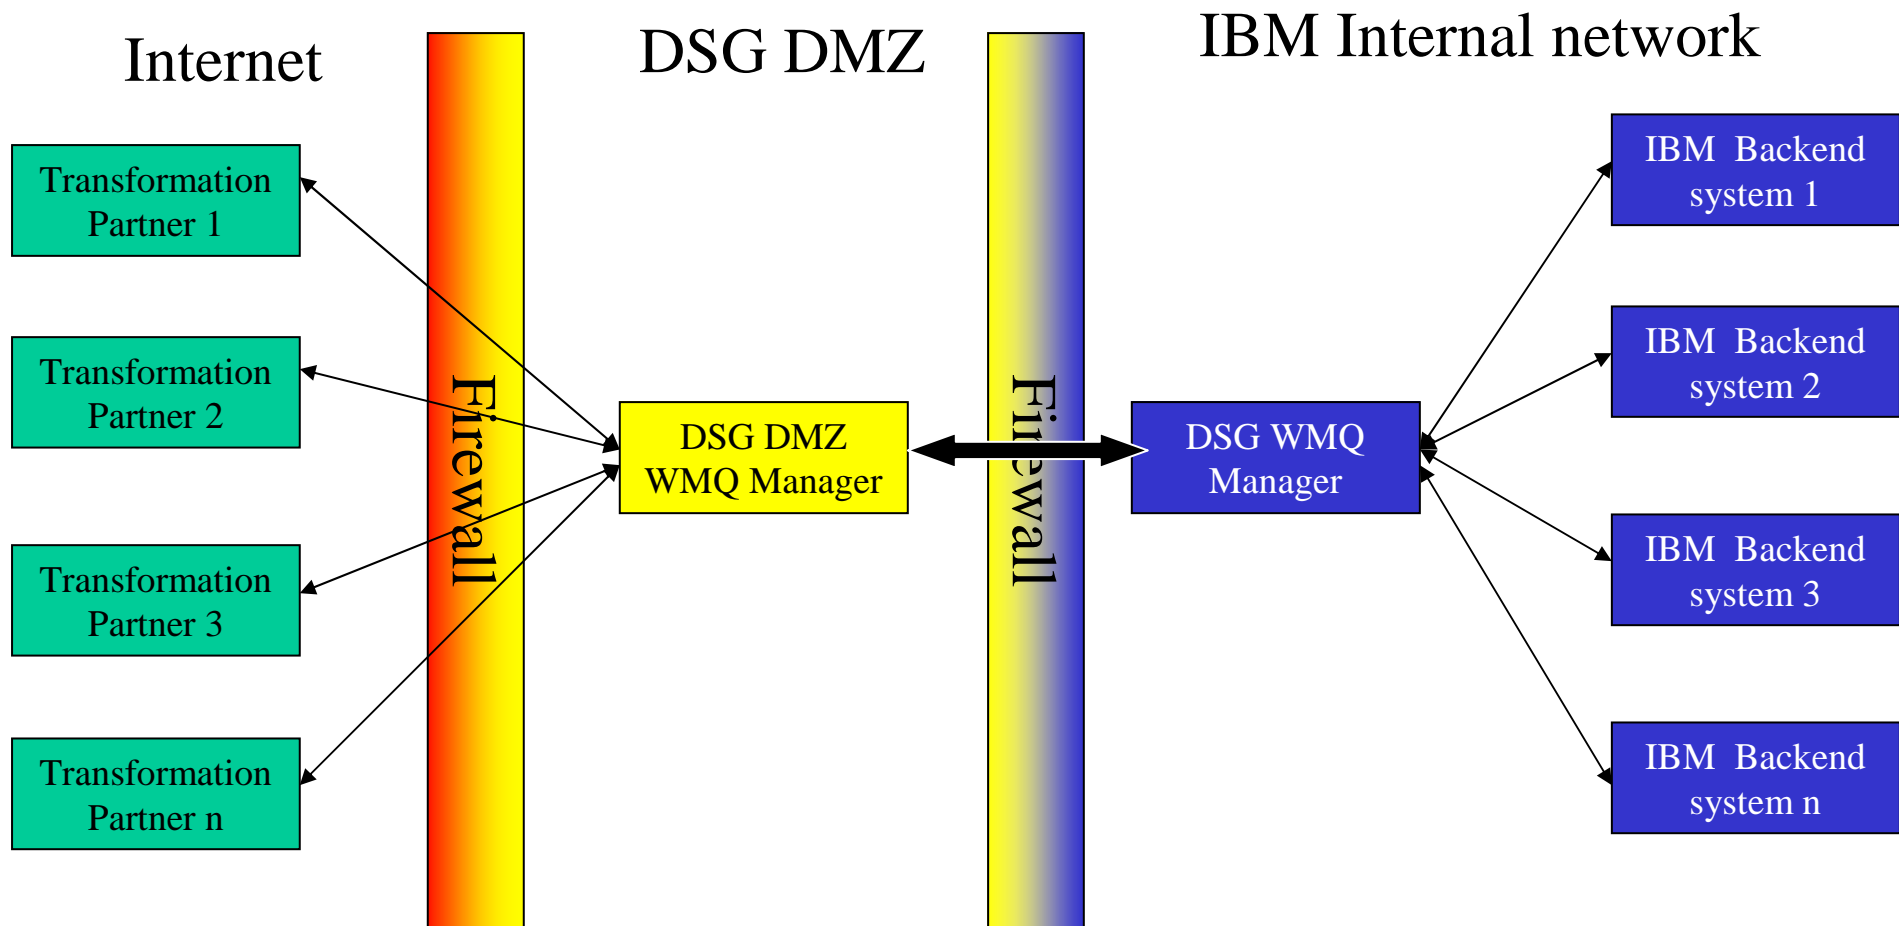 Internet
DSG DMZ
IBM Internal network
Transformation
Partner 1
Transformation
Partner 2
Transformation
Partner 3
Transformation
Partner n
Firewall
DSG DMZ
WMQ Manager
Firewall
DSG WMQ
Manager
IBM Backend
system 1
IBM Backend
system 2
IBM Backend
system 3
IBM Backend
system n